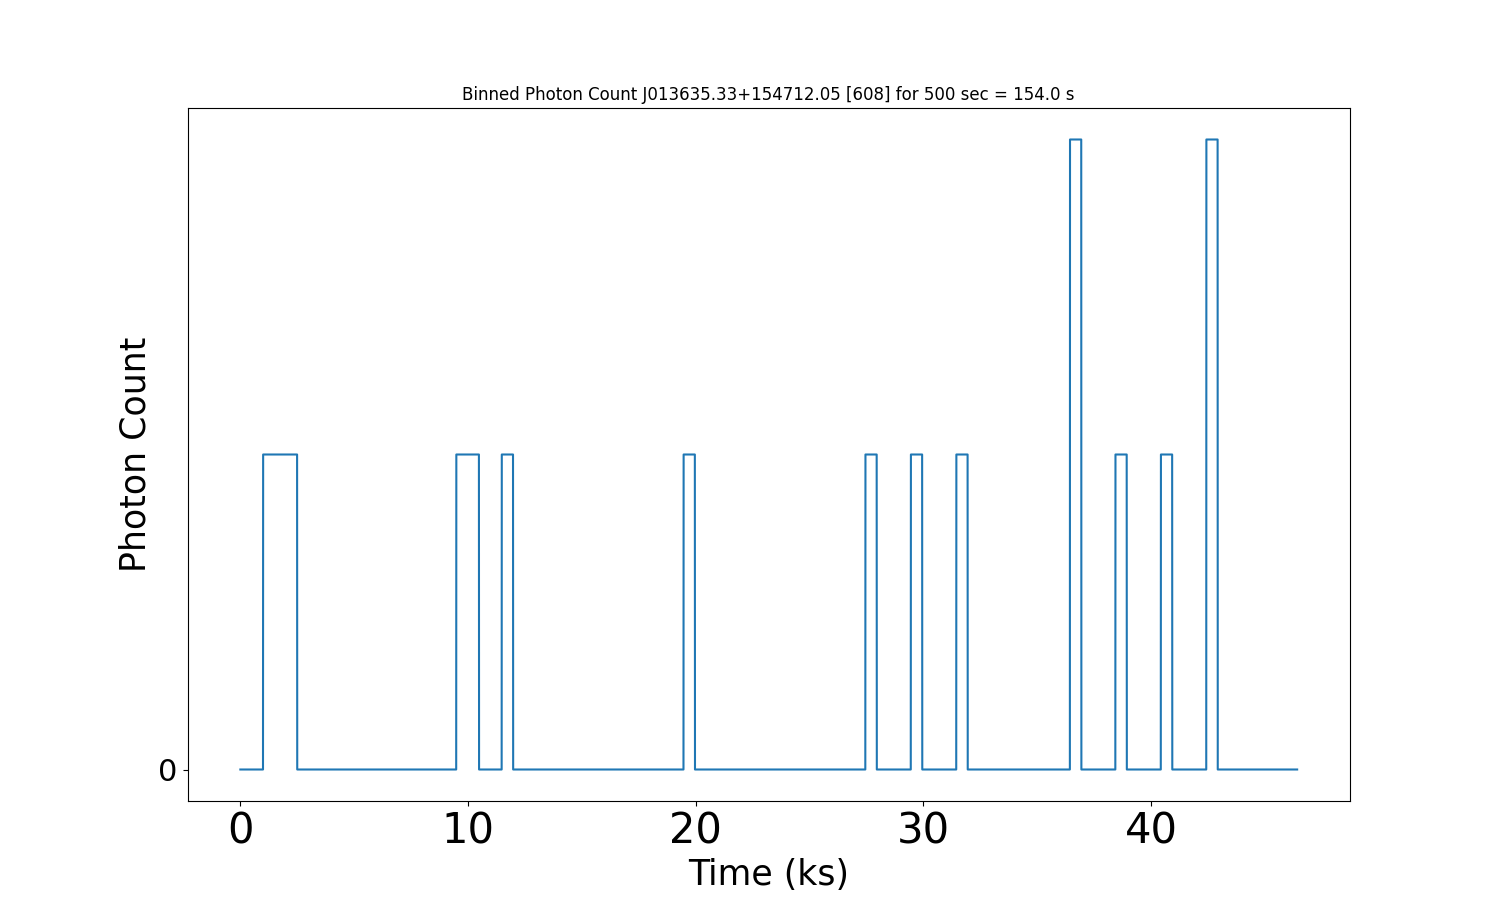 Binned Photon Count J013635.33+154712.05 [608] for 500 sec = 154.0 s
Photon Count
0
0 10 20 30 40
Time (ks)